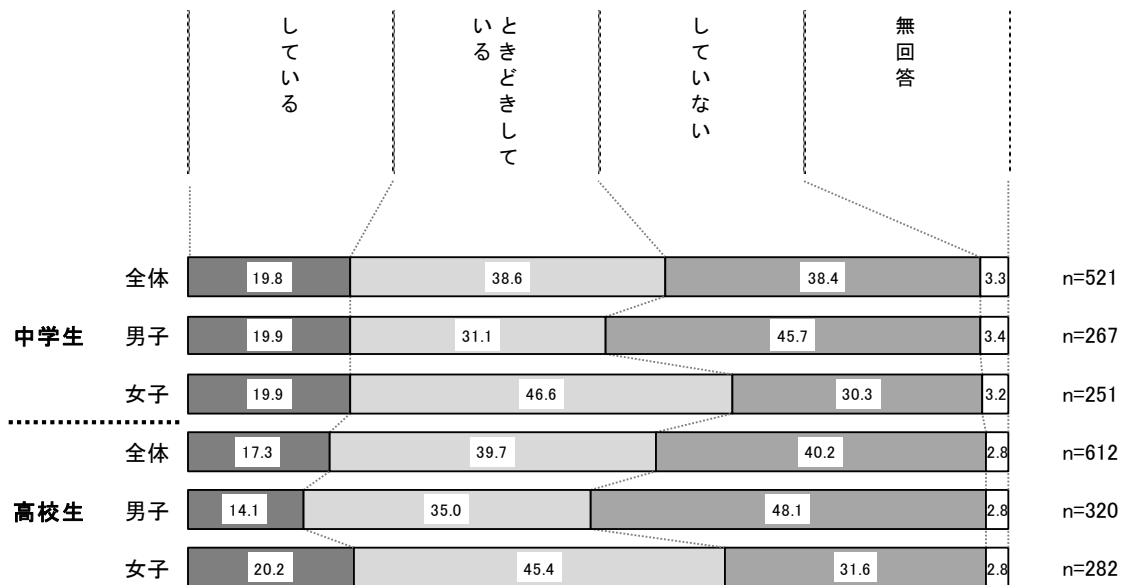 している
ときどきして
いる
していない
無回答
全体 19.8 38.6 38.4 3.3 n=521
中学生 男子 19.9 31.1 45.7 3.4 n=267
女子 19.9 46.6 30.3 3.2 n=251
全体 17.3 39.7 40.2 2.8 n=612
高校生 男子 14.1 35.0 48.1 2.8 n=320
女子 20.2 45.4 31.6 2.8 n=282